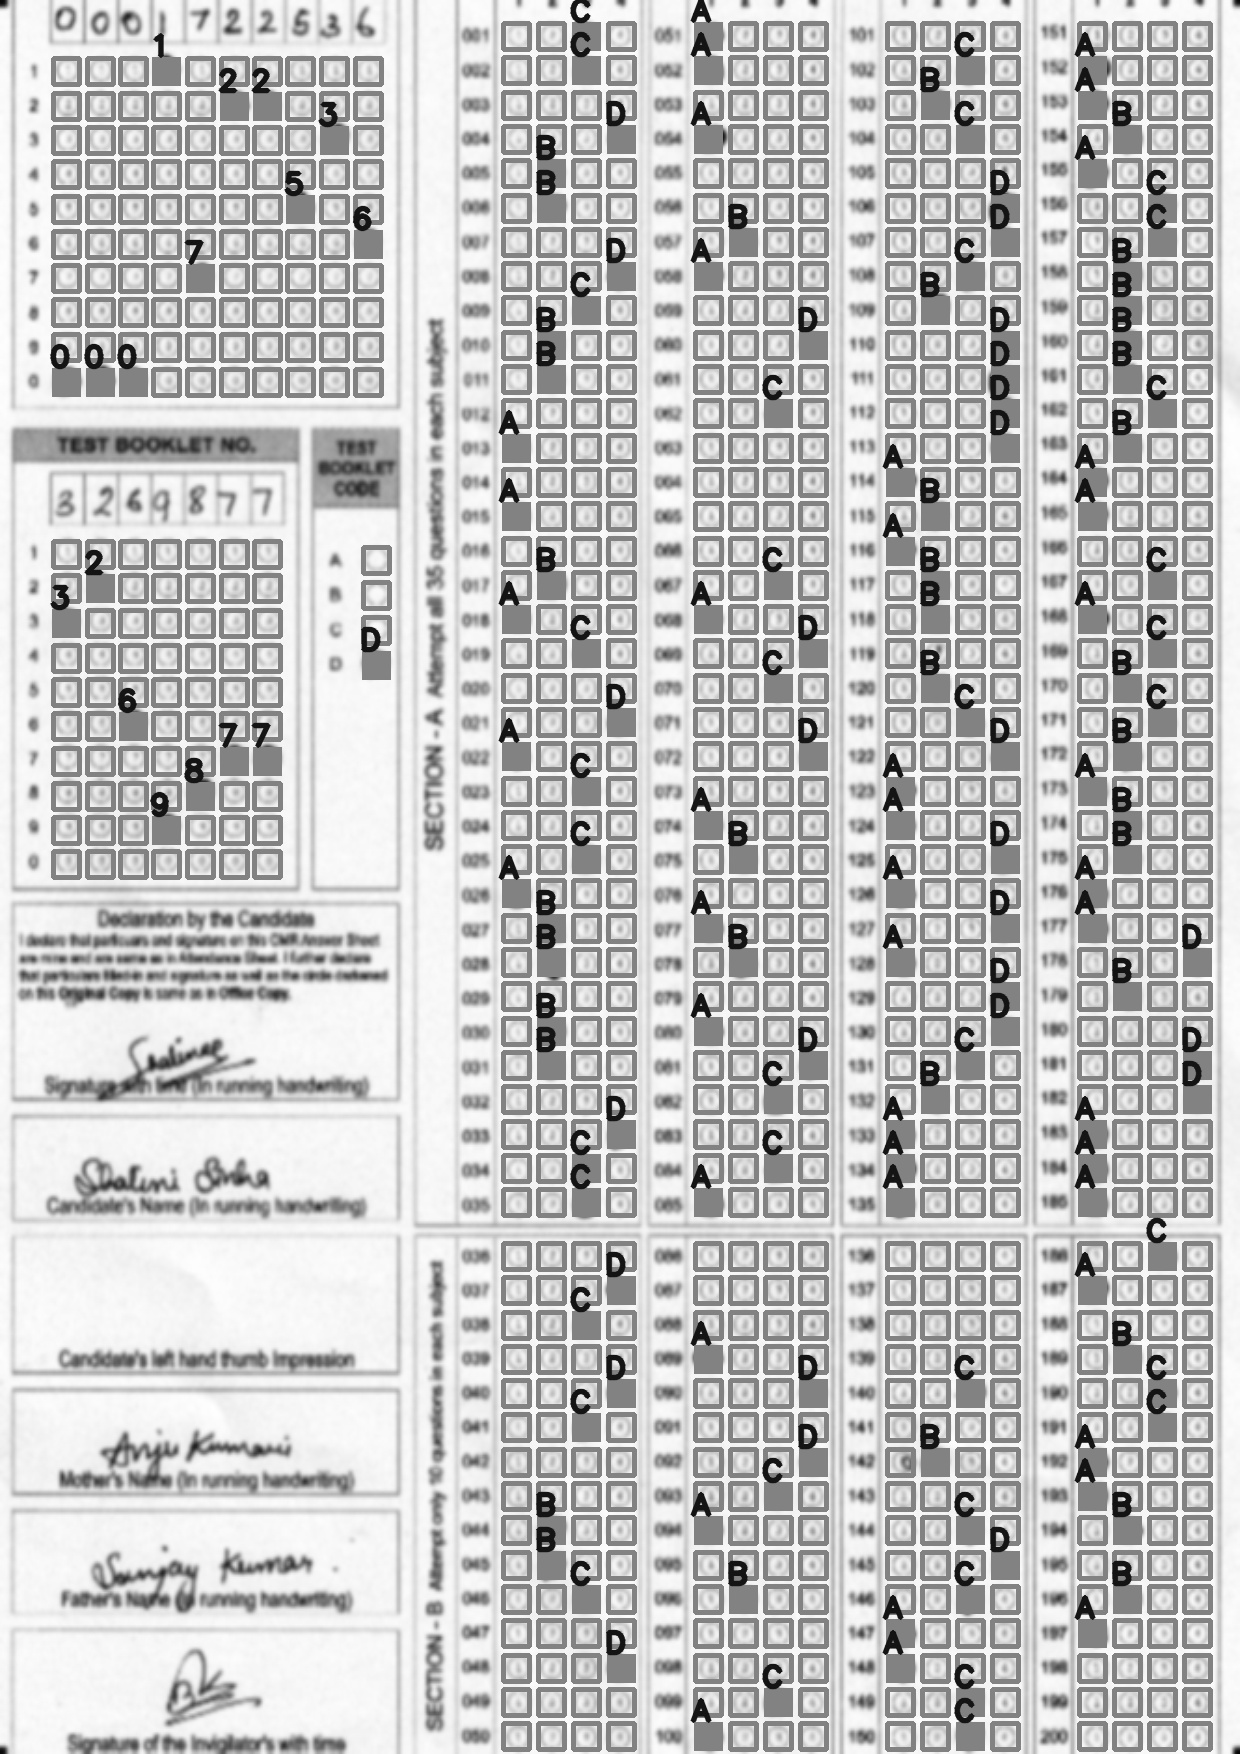 0 0 0 1 7 2 2 5 3 6
1
1 2 2
2 3
3
4 5
5 6
6 7
7
8
9 0 0 0
0
TEST BOOKLET NO.
3 2 6 9 8 7 7
1 2
2 3
3
4
5 6
6 7 7
7 8
8 9
9
0
TEST
BOOKLET
CODE
A
B
C D
D
Declaration by the Candidate
I declare that particulars and signature on this OMR Answer Sheet
are mine and are same as in Attendance Sheet. I further declare
that particulars filled-in and signature as well as the circle darkened
on this Original Copy is same as in Office Copy.
Signature with time (In running handwriting)
Shalini Sinha
Candidate's Name (In running handwriting)
Candidate's left hand thumb Impression
Anju Kumari
Mother's Name (In running handwriting)
Sanjay Kumar
Father's Name (In running handwriting)
Signature of the Invigilator's with time
SECTION - A Attempt all 35 questions in each subject
C
001 C
002
003 D
004 B
005 B
006
007 D
008 C
009 B
010 B
011
012 A
013
014 A
015
016 B
017 A
018 C
019
020 D
021 A
022 C
023
024 C
025 A
026 B
027 B
028
029 B
030 B
031
032 D
033 C
034 C
035
SECTION - B Attempt only 10 questions in each subject
036 D
037 C
038
039 D
040 C
041
042
043 B
044 B
045 C
046
047 D
048
049
050
A
051 A
052
053 A
054
055
056 B
057 A
058
059 D
060
061 C
062
063
064
065
066 C
067 A
068 D
069 C
070
071 D
072
073 A
074 B
075
076 A
077 B
078
079 A
080 D
081 C
082
083 C
084 A
085
086
087
088 A
089 D
090
091 D
092 C
093 A
094
095 B
096
097
098 C
099 A
100
101 C
102 B
103 C
104
105 D
106 D
107 C
108 B
109 D
110 D
111 D
112 D
113 A
114 B
115 A
116 B
117 B
118
119 B
120 C
121 D
122 A
123 A
124 D
125 A
126 D
127 A
128 D
129 D
130 C
131 B
132 A
133 A
134 A
135
136
137
138
139 C
140
141 B
142
143 C
144 D
145 C
146 A
147 A
148 C
149 C
150
151 A
152 A
153 B
154 A
155 C
156 C
157 B
158 B
159 B
160 B
161 C
162 B
163 A
164 A
165
166 C
167 A
168 C
169 B
170 C
171 B
172 A
173 B
174 B
175 A
176 A
177 D
178 B
179
180 D
181 D
182 A
183 A
184 A
185
C
186 A
187
188 B
189 C
190 C
191 A
192 A
193 B
194
195 B
196 A
197
198
199
200